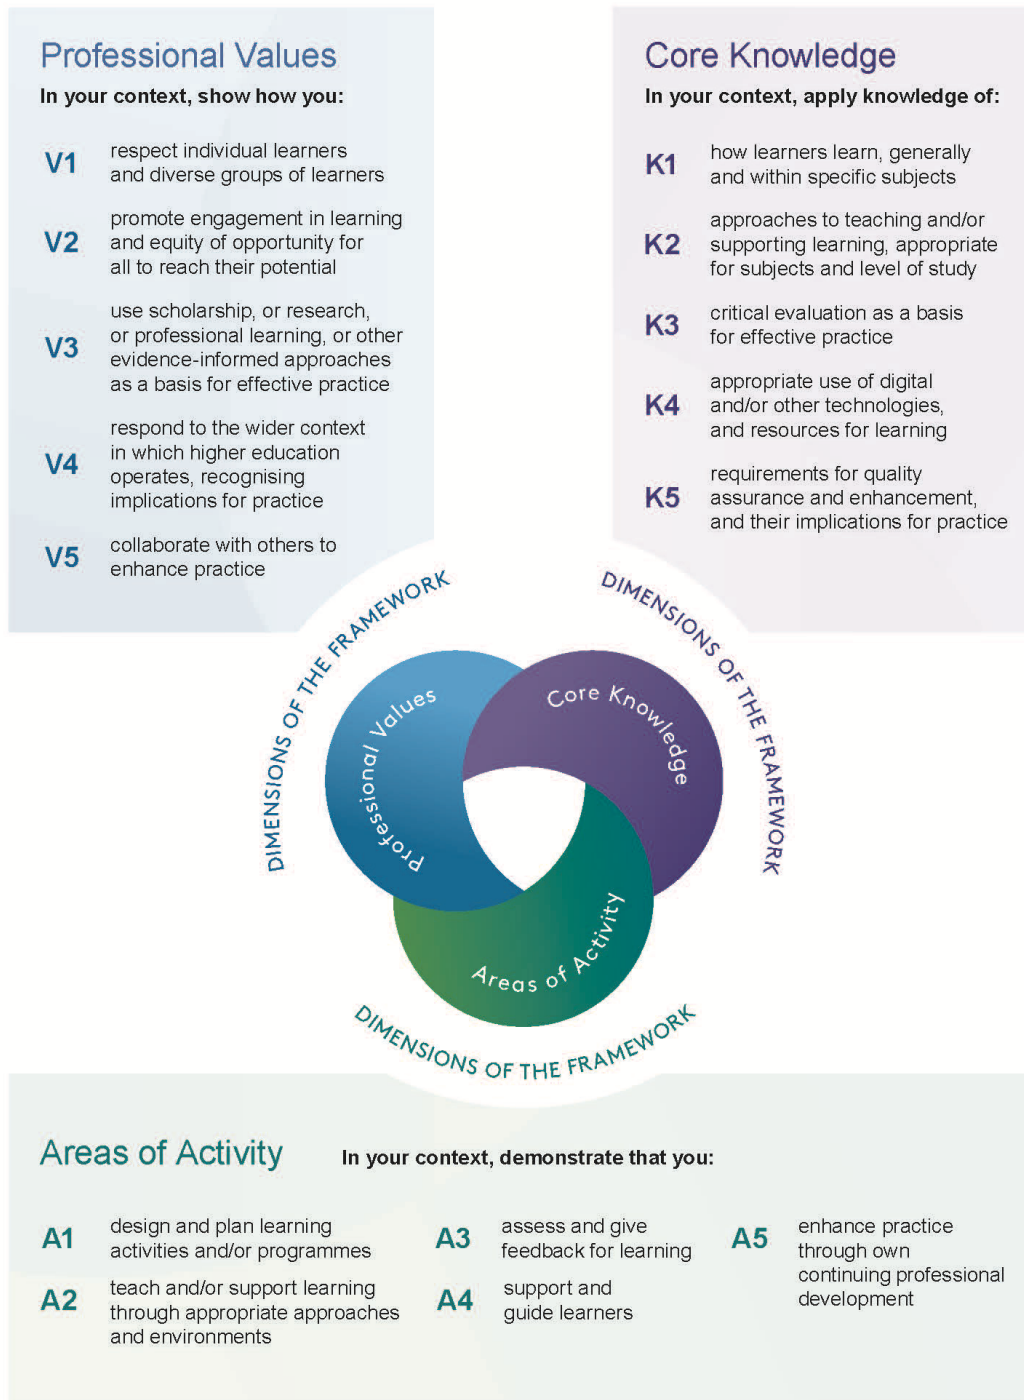 Professional Values
In your context, show how you:
V1 respect individual learners
and diverse groups of learners
V2 promote engagement in learning
and equity of opportunity for
all to reach their potential
V3 use scholarship, or research,
or professional learning, or other
evidence-informed approaches
as a basis for effective practice
V4 respond to the wider context
in which higher education
operates, recognising
implications for practice
V5 collaborate with others to
enhance practice
Core Knowledge
In your context, apply knowledge of:
K1 how learners learn, generally
and within specific subjects
K2 approaches to teaching and/or
supporting learning, appropriate
for subjects and level of study
K3 critical evaluation as a basis
for effective practice
K4 appropriate use of digital
and/or other technologies,
and resources for learning
K5 requirements for quality
assurance and enhancement,
and their implications for practice
DIMENSIONS OF THE FRAMEWORK
DIMENSIONS OF THE FRAMEWORK
Professional Values
Core Knowledge
Areas of Activity
DIMENSIONS OF THE FRAMEWORK
Areas of Activity
In your context, demonstrate that you:
A1 design and plan learning
activities and/or programmes
A2 teach and/or support learning
through appropriate approaches
and environments
A3 assess and give
feedback for learning
A4 support and
guide learners
A5 enhance practice
through own
continuing professional
development